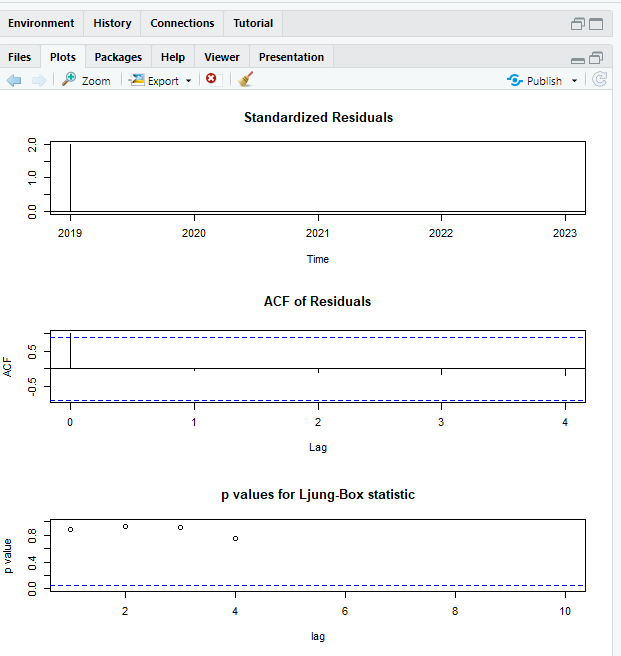 Environment History Connections Tutorial
Files Plots Packages Help Viewer Presentation
Zoom Export Publish
Standardized Residuals
2.0
1.0
0.0
2019 2020 2021 2022 2023
Time
ACF of Residuals
ACF
0.5
-0.5
0 1 2 3 4
Lag
p values for Ljung-Box statistic
p value
0.8
0.4
0.0
2 4 6 8 10
lag